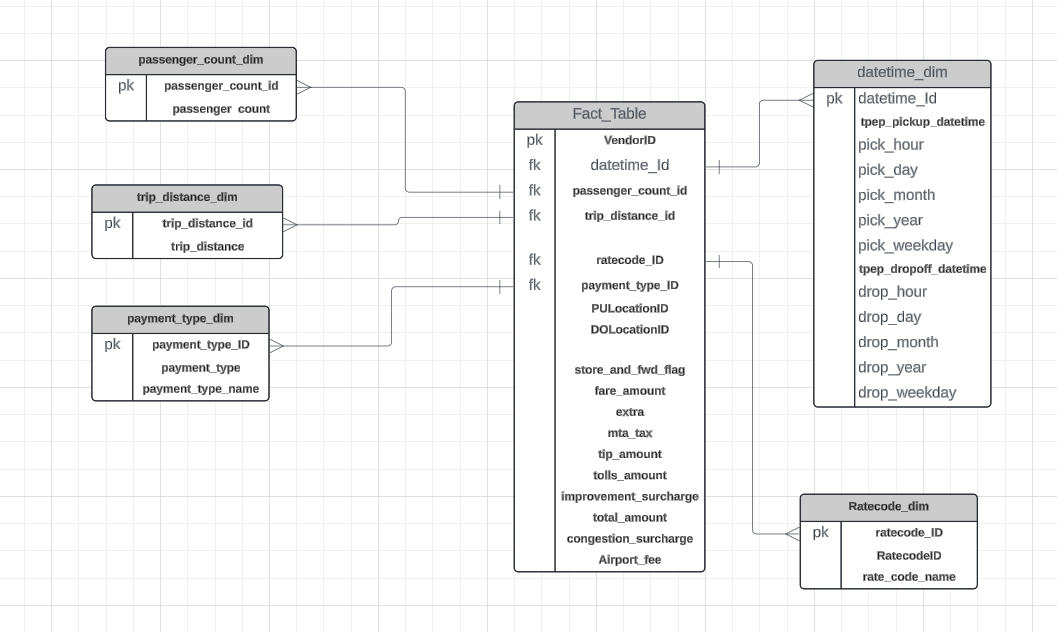 passenger_count_dim
pk passenger_count_id
passenger count
trip_distance_dim
pk trip_distance_id
trip_distance
payment_type_dim
pk payment_type_ID
payment_type
payment_type_name
Fact_Table
pk VendorID
fk datetime_Id
fk passenger_count_id
fk trip_distance_id
fk ratecode_ID
fk payment_type_ID
PULocationID
DOLocationID
store_and_fwd_flag
fare_amount
extra
mta_tax
tip_amount
tolls_amount
improvement_surcharge
total_amount
congestion_surcharge
Airport_fee
datetime_dim
pk datetime_Id
tpep_pickup_datetime
pick_hour
pick_day
pick_month
pick_year
pick_weekday
tpep_dropoff_datetime
drop_hour
drop_day
drop_month
drop_year
drop_weekday
Ratecode_dim
pk ratecode_ID
RatecodeID
rate_code_name